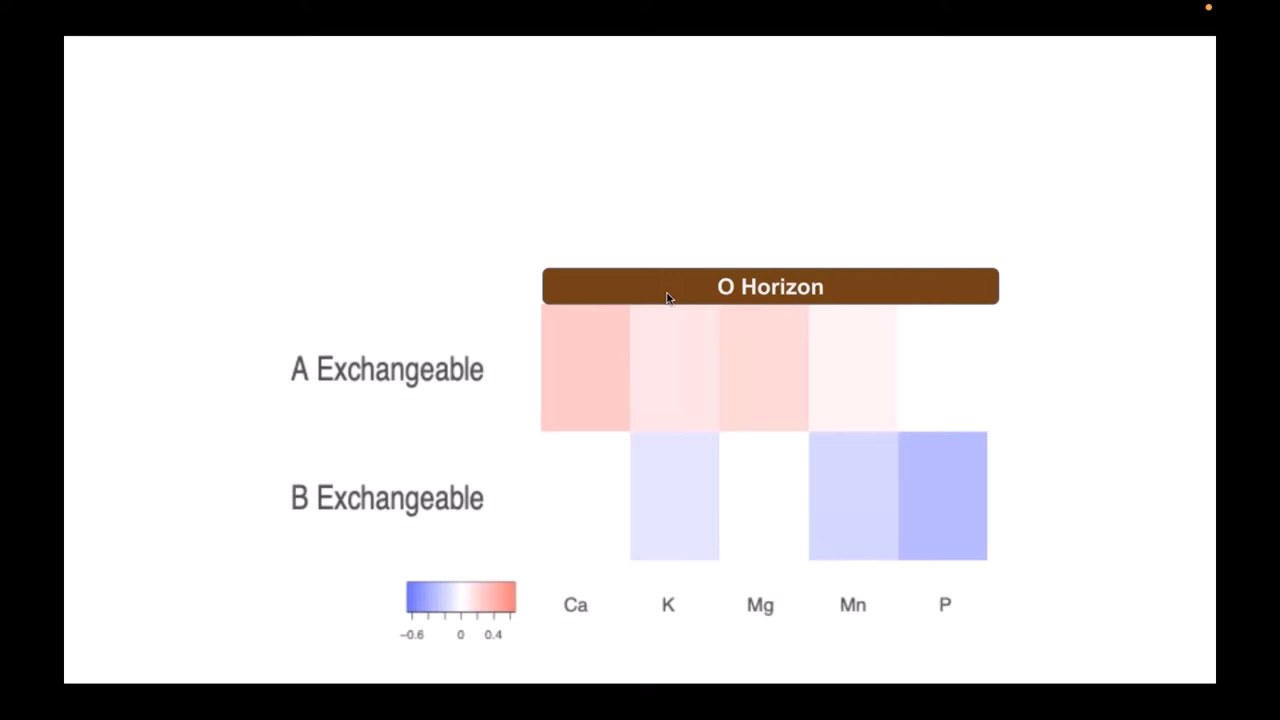 O Horizon
A Exchangeable
B Exchangeable
Ca K Mg Mn P
−0.6 0 0.4